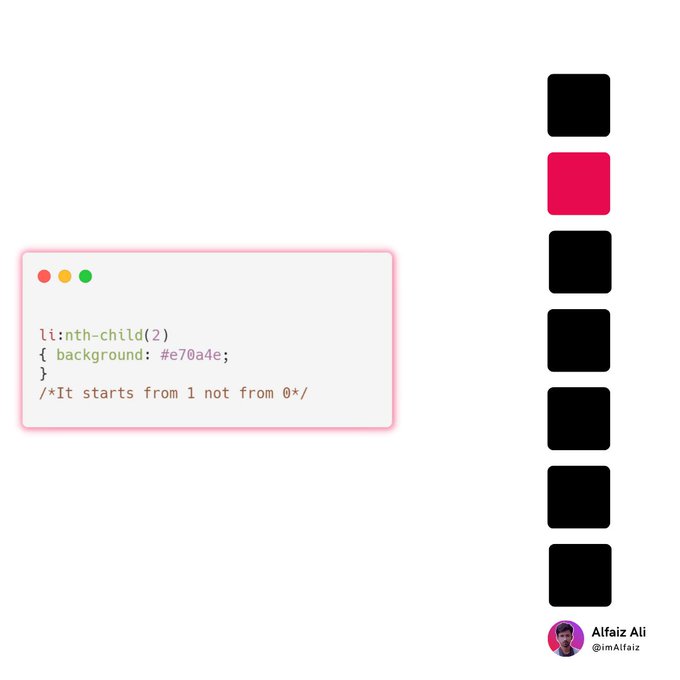 li:nth-child(2)
{ background: #e70a4e;
}
/*It starts from 1 not from 0*/
Alfaiz Ali
@imAlfaiz